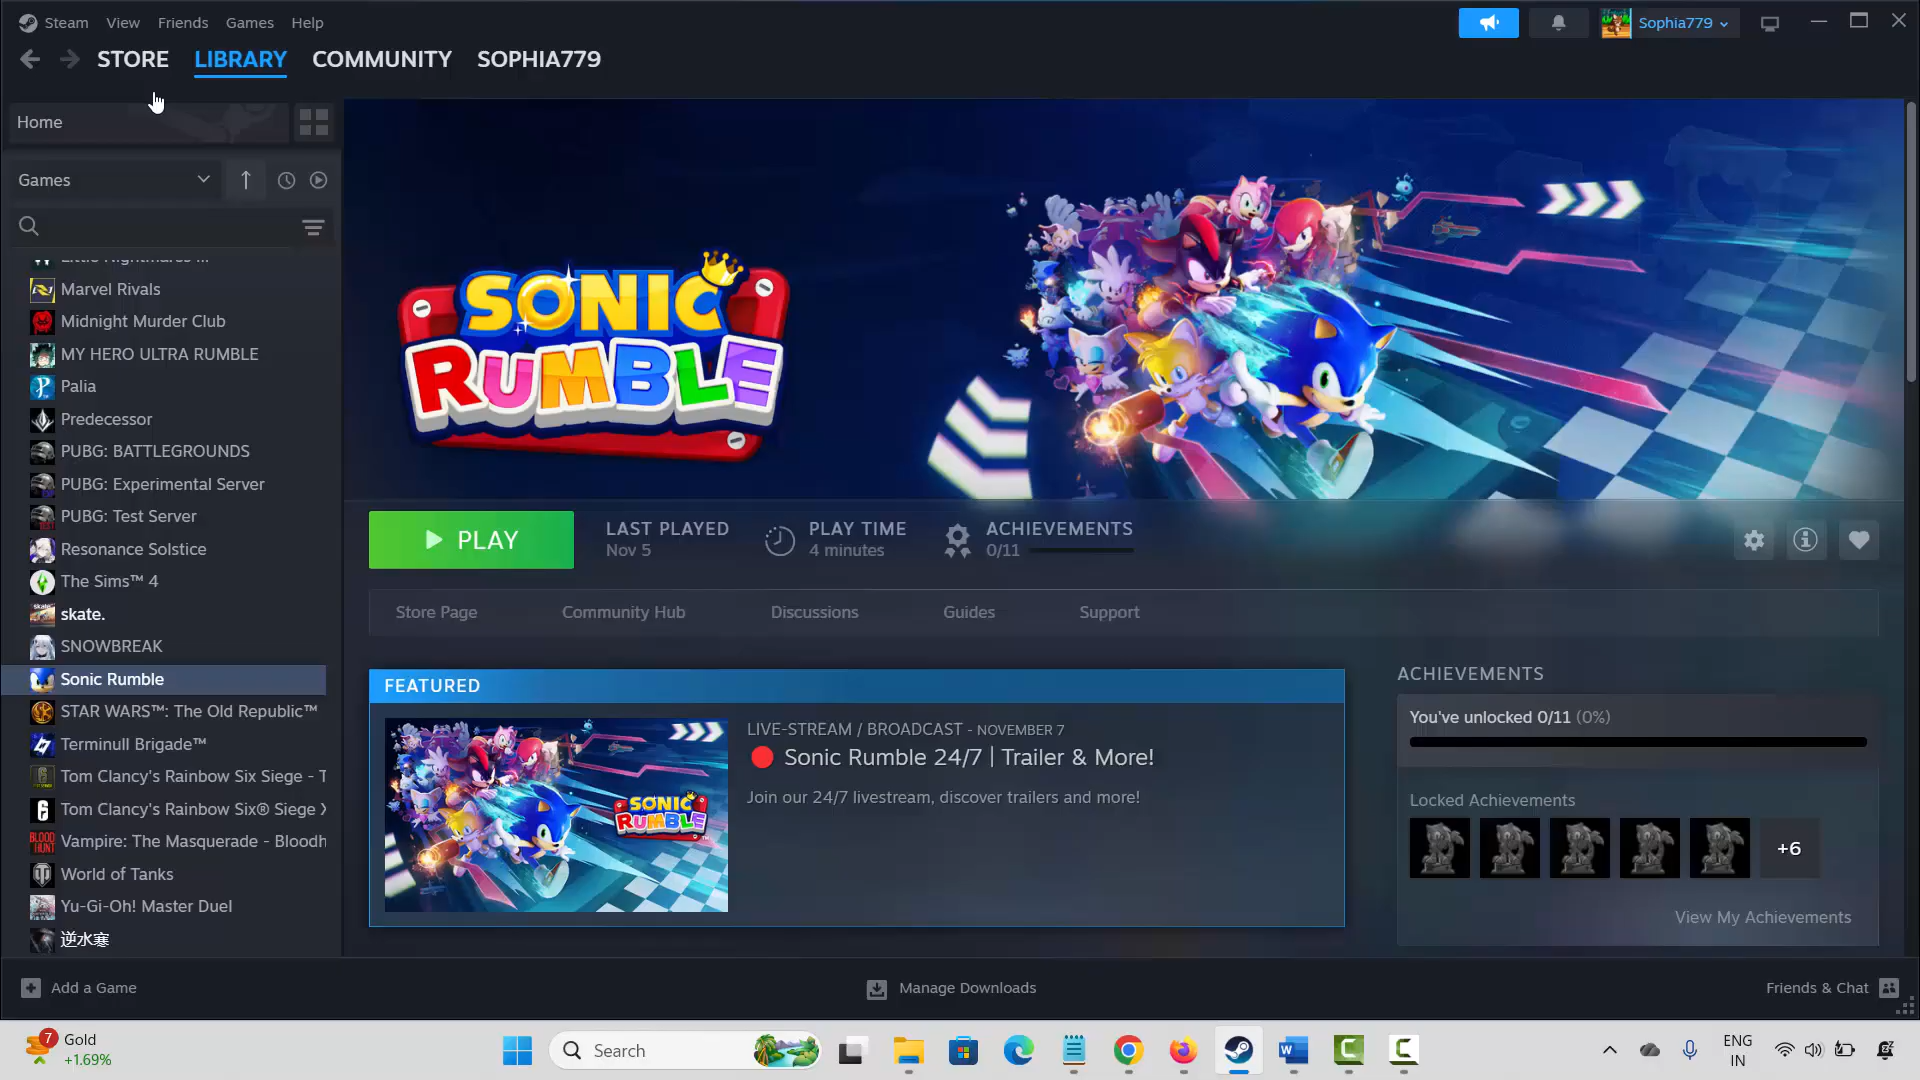 Steam View Friends Games Help
Sophia779
STORE LIBRARY COMMUNITY SOPHIA779
Home
Games
Marvel Rivals
Midnight Murder Club
MY HERO ULTRA RUMBLE
Palia
Predecessor
PUBG: BATTLEGROUNDS
PUBG: Experimental Server
PUBG: Test Server
Resonance Solstice
The Sims™ 4
skate.
SNOWBREAK
Sonic Rumble
STAR WARS™: The Old Republic™
Terminull Brigade™
Tom Clancy's Rainbow Six Siege - T
Tom Clancy's Rainbow Six® Siege X
Vampire: The Masquerade - Bloodh
World of Tanks
Yu-Gi-Oh! Master Duel
逆水寒
SONIC
RUMBLE
PLAY
LAST PLAYED
Nov 5
PLAY TIME
4 minutes
ACHIEVEMENTS
0/11
Store Page Community Hub Discussions Guides Support
FEATURED
LIVE-STREAM / BROADCAST - NOVEMBER 7
Sonic Rumble 24/7 | Trailer & More!
Join our 24/7 livestream, discover trailers and more!
SONIC
RUMBLE
ACHIEVEMENTS
You've unlocked 0/11 (0%)
Locked Achievements
+6
View My Achievements
Add a Game
Manage Downloads
Friends & Chat
7
Gold
+1.69%
Search
ENG
IN